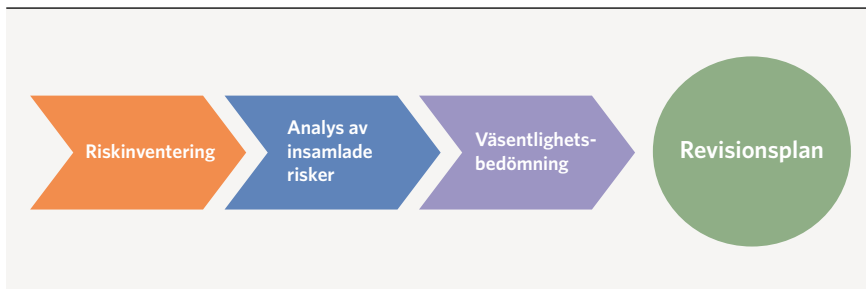 Riskinventering
Analys av
insamlade
risker
Väsentlighets-
bedömning
Revisionsplan